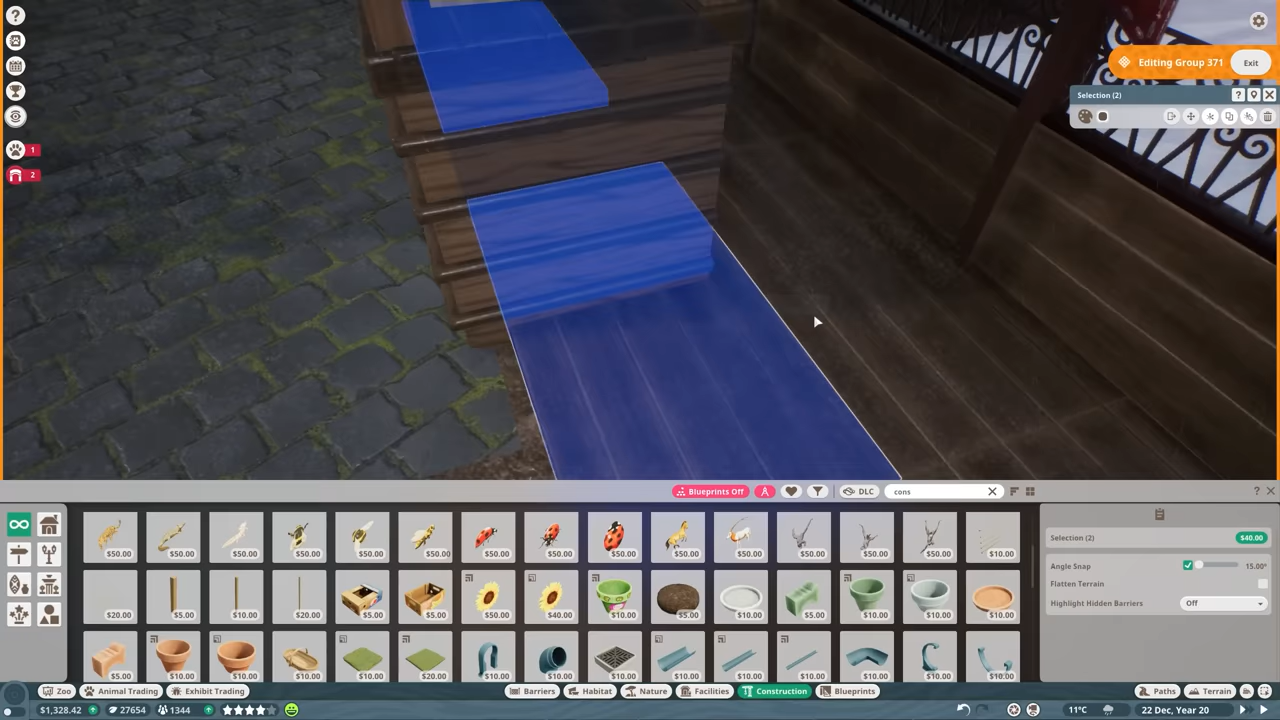 Editing Group 371
Exit
Selection (2)
?
1
2
Blueprints Off
DLC
cons
?
$50.00 $50.00 $50.00 $50.00 $50.00 $50.00 $50.00 $50.00 $50.00 $50.00 $50.00 $50.00 $50.00 $50.00 $10.00
$20.00 $5.00 $10.00 $20.00 $5.00 $5.00 $10.00 $40.00 $10.00 $50.00 $10.00 $5.00 $10.00 $10.00 $10.00
$5.00 $10.00 $10.00 $10.00 $10.00 $20.00 $10.00 $10.00 $10.00 $10.00 $10.00 $5.00 $10.00 $10.00 $10.00
Selection (2)
$40.00
Angle Snap
15.00°
Flatten Terrain
Highlight Hidden Barriers
Off
Zoo
Animal Trading
Exhibit Trading
Barriers
Habitat
Nature
Facilities
Construction
Blueprints
Paths
Terrain
$1,328.42
27654
1344
11°C
22 Dec, Year 20